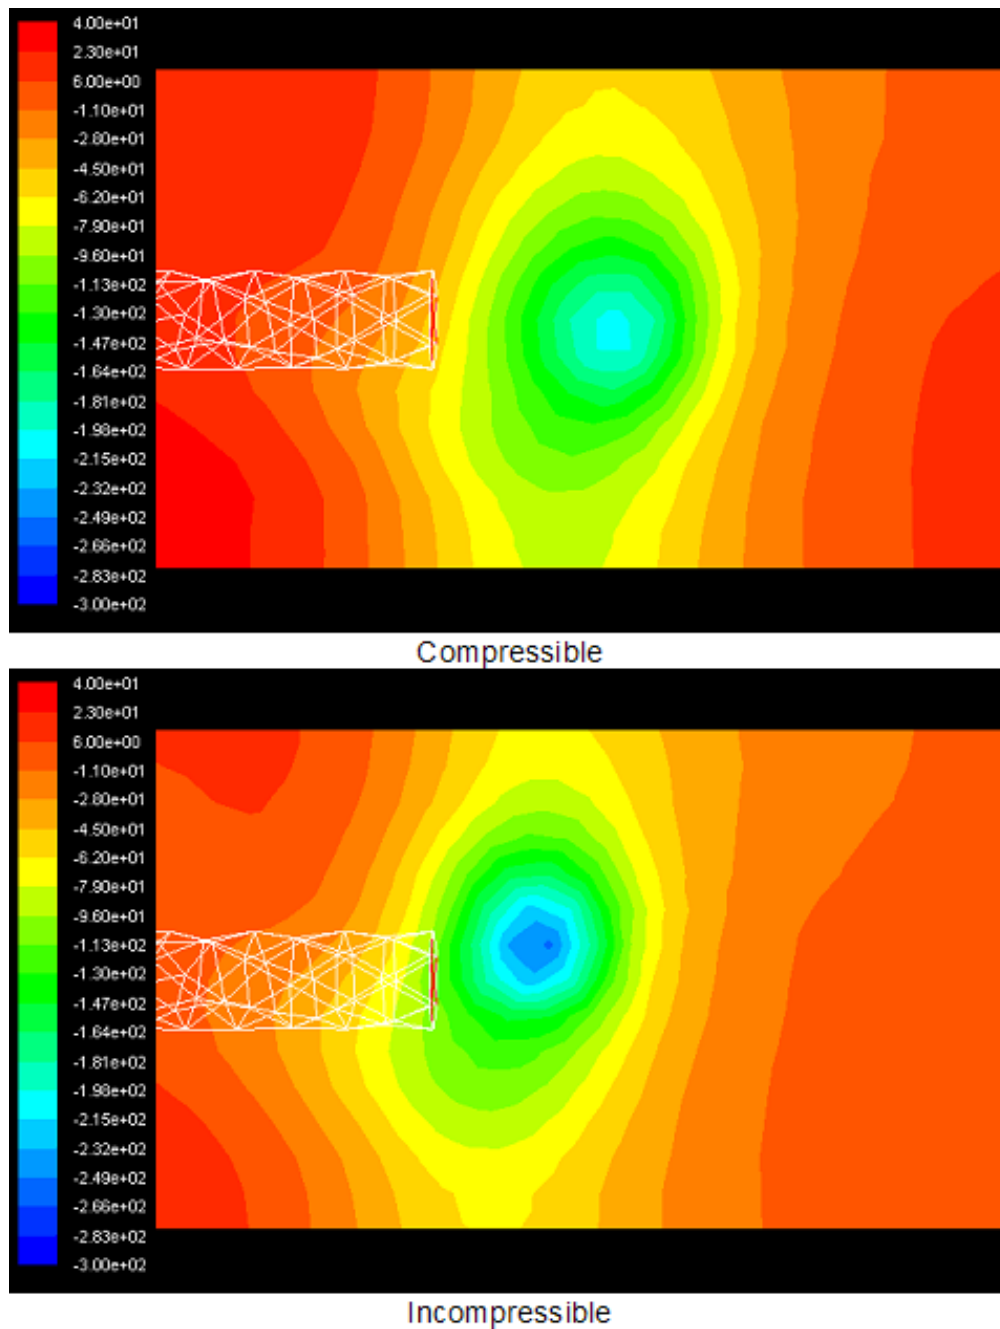 4.00e+01
2.30e+01
6.00e+00
-1.10e+01
-2.80e+01
-4.50e+01
-6.20e+01
-7.90e+01
-9.60e+01
-1.13e+02
-1.30e+02
-1.47e+02
-1.64e+02
-1.81e+02
-1.98e+02
-2.15e+02
-2.32e+02
-2.49e+02
-2.66e+02
-2.83e+02
-3.00e+02
Compressible
4.00e+01
2.30e+01
6.00e+00
-1.10e+01
-2.80e+01
-4.50e+01
-6.20e+01
-7.90e+01
-9.60e+01
-1.13e+02
-1.30e+02
-1.47e+02
-1.64e+02
-1.81e+02
-1.98e+02
-2.15e+02
-2.32e+02
-2.49e+02
-2.66e+02
-2.83e+02
-3.00e+02
Incompressible